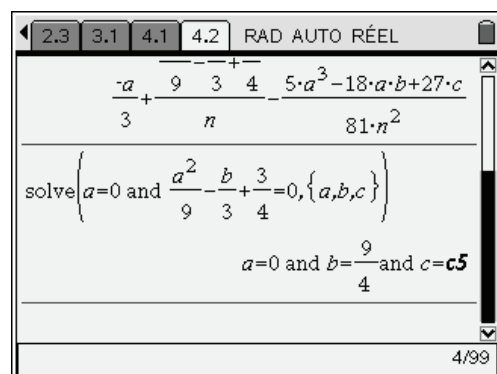 2.3 3.1 4.1 4.2 RAD AUTO RÉEL
-a/3 + (/9 - /3 + /4)/n - (5·a^3-18·a·b+27·c)/(81·n^2)
solve(a=0 and a^2/9 - b/3 + 3/4=0,{a,b,c})
a=0 and b=9/4 and c=c5
4/99